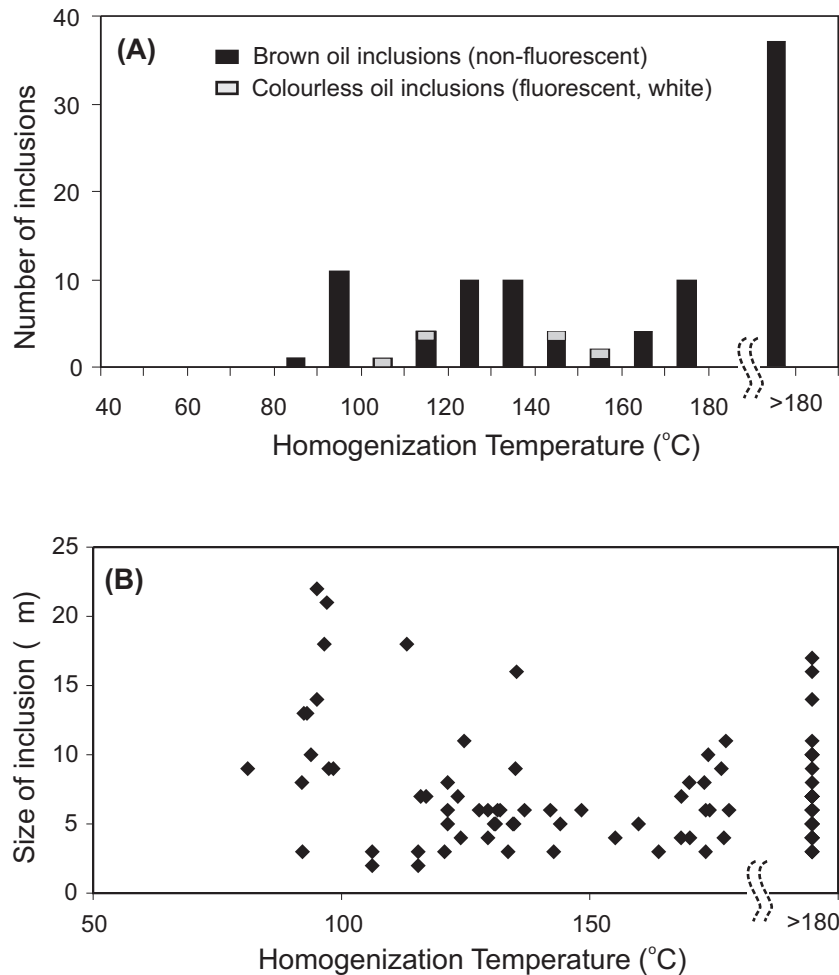 (A)
Brown oil inclusions (non-fluorescent)
Colourless oil inclusions (fluorescent, white)
Number of inclusions
40
30
20
10
0
40 60 80 100 120 140 160 180 >180
Homogenization Temperature (°C)
(B)
Size of inclusion ( m)
25
20
15
10
5
0
50 100 150 >180
Homogenization Temperature (°C)